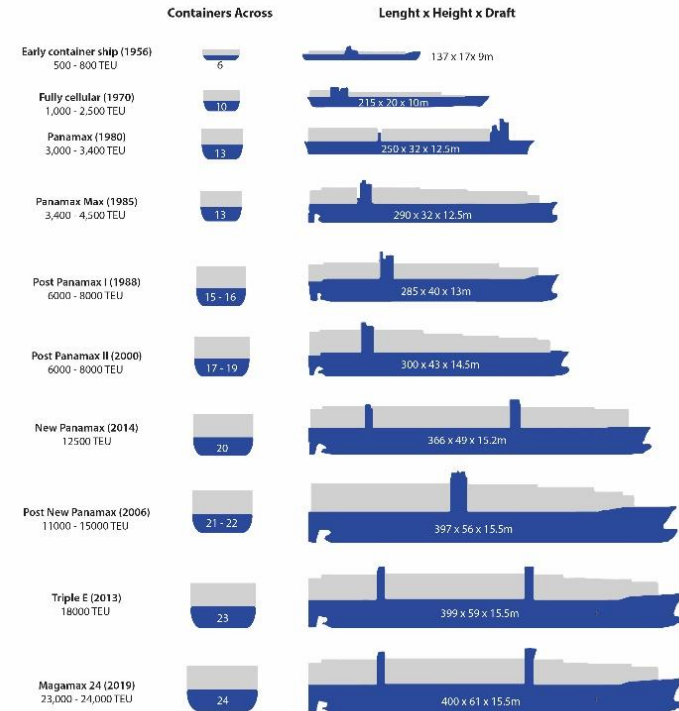 Containers Across
Lenght x Height x Draft
Early container ship (1956)
500 - 800 TEU
6
137 x 17x 9m
Fully cellular (1970)
1,000 - 2,500 TEU
10
215 x 20 x 10m
Panamax (1980)
3,000 - 3,400 TEU
13
250 x 32 x 12.5m
Panamax Max (1985)
3,400 - 4,500 TEU
13
290 x 32 x 12.5m
Post Panamax I (1988)
6000 - 8000 TEU
15 - 16
285 x 40 x 13m
Post Panamax II (2000)
6000 - 8000 TEU
17 - 19
300 x 43 x 14.5m
New Panamax (2014)
12500 TEU
20
366 x 49 x 15.2m
Post New Panamax (2006)
11000 - 15000 TEU
21 - 22
397 x 56 x 15.5m
Triple E (2013)
18000 TEU
23
399 x 59 x 15.5m
Magamax 24 (2019)
23,000 - 24,000 TEU
24
400 x 61 x 15.5m